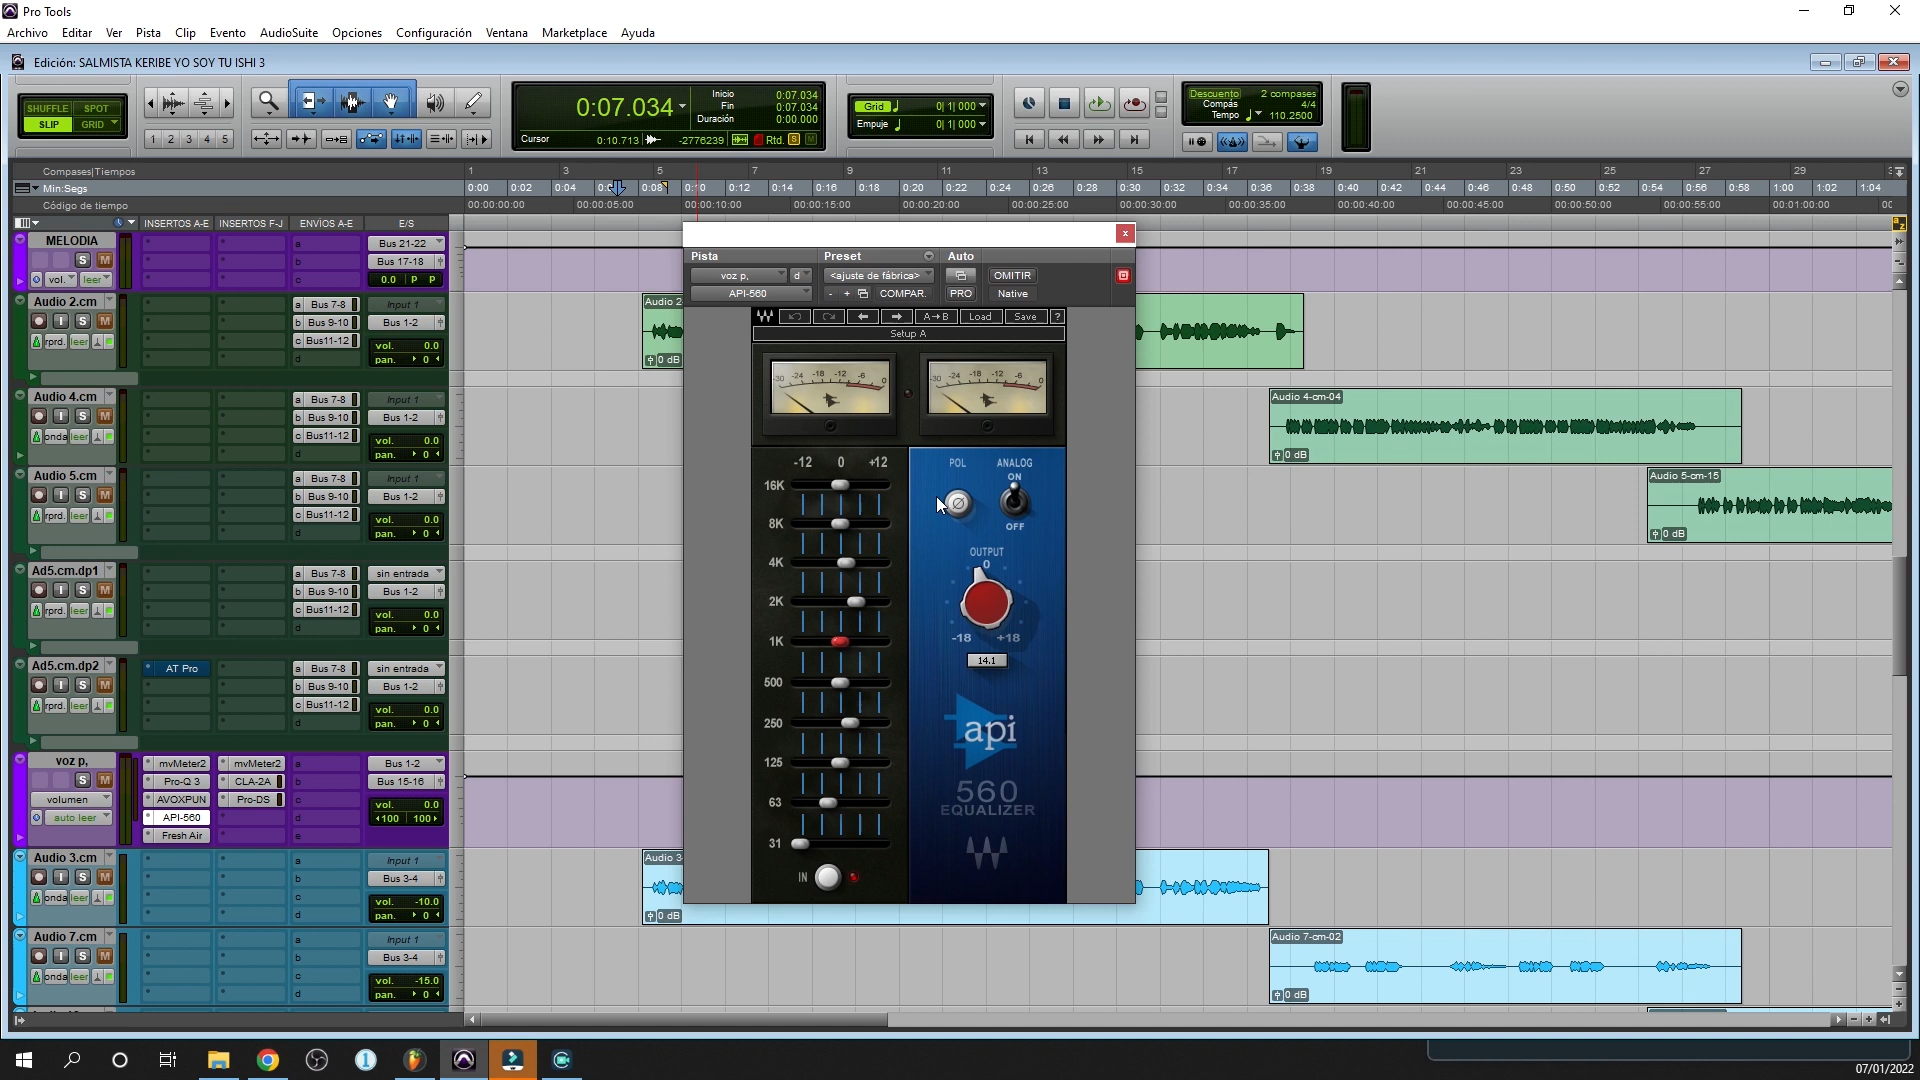 Pro Tools
Archivo Editar Ver Pista Clip Evento AudioSuite Opciones Configuración Ventana Marketplace Ayuda
Edición: SALMISTA KERIBE YO SOY TU ISHI 3
SHUFFLE SPOT
SLIP GRID
1 2 3 4 5
0:07.034
Inicio 0:07.034
Fin 0:07.034
Duración 0:00.000
Cursor 0:10.713 -2776239 Rtd. S M
Grid 0| 1| 000
Empuje 0| 1| 000
Descuento 2 compases
Compás 4/4
Tempo 110.2500
Compases|Tiempos 1 3 5 7 9 11 13 15 17 19 21 23 25 27 29
Min:Segs 0:00 0:02 0:04 0:08 0:10 0:12 0:14 0:16 0:18 0:20 0:22 0:24 0:26 0:28 0:30 0:32 0:34 0:36 0:38 0:40 0:42 0:44 0:46 0:48 0:50 0:52 0:54 0:56 0:58 1:00 1:02 1:04
Código de tiempo 00:00:00:00 00:00:05:00 00:00:10:00 00:00:15:00 00:00:20:00 00:00:25:00 00:00:30:00 00:00:35:00 00:00:40:00 00:00:45:00 00:00:50:00 00:00:55:00 00:01:00:00
INSERTOS A-E INSERTOS F-J ENVÍOS A-E E/S
MELODIA a Bus 21-22
S M b Bus 17-18
vol. leer c 0.0 P P
Audio 2.cm a Bus 7-8 Input 1
I S M b Bus 9-10 Bus 1-2
rprd. leer c Bus11-12 vol. 0.0
d pan. 0
Audio 4.cm a Bus 7-8 Input 1
I S M b Bus 9-10 Bus 1-2
onda leer c Bus11-12 vol. 0.0
d pan. 0
Audio 4-cm-04
0 dB
Audio 5.cm a Bus 7-8 Input 1
I S M b Bus 9-10 Bus 1-2
rprd. leer c Bus11-12 vol. 0.0
d pan. 0
Audio 5-cm-15
0 dB
Ad5.cm.dp1 a Bus 7-8 sin entrada
I S M b Bus 9-10 Bus 1-2
rprd. leer c Bus11-12 vol. 0.0
d pan. 0
Ad5.cm.dp2 AT Pro a Bus 7-8 sin entrada
I S M b Bus 9-10 Bus 1-2
rprd. leer c Bus11-12 vol. 0.0
d pan. 0
voz p, mvMeter2 mvMeter2 a Bus 1-2
S M Pro-Q 3 CLA-2A b Bus 15-16
volumen AVOXPUN Pro-DS c vol. 0.0
auto leer API-560 d 100 100
Fresh Air e
Audio 3.cm a Input 1
I S M b Bus 3-4
onda leer c vol. -10.0
d pan. 0
0 dB
Audio 7.cm a Input 1
I S M b Bus 3-4
onda leer c vol. -15.0
d pan. 0
Audio 7-cm-02
0 dB
Audio 2
0 dB
Audio 3
Pista Preset Auto
voz p, d <ajuste de fábrica> OMITIR
API-560 - + COMPAR. PRO Native
A→B Load Save ?
Setup A
-30 -24 -18 -12 -6 0
-30 -24 -18 -12 -6 0
-12 0 +12
16K
8K
4K
2K
1K
500
250
125
63
31
IN
POL ANALOG
ON
OFF
OUTPUT
0
-18 +18
14.1
api
560
EQUALIZER
07/01/2022